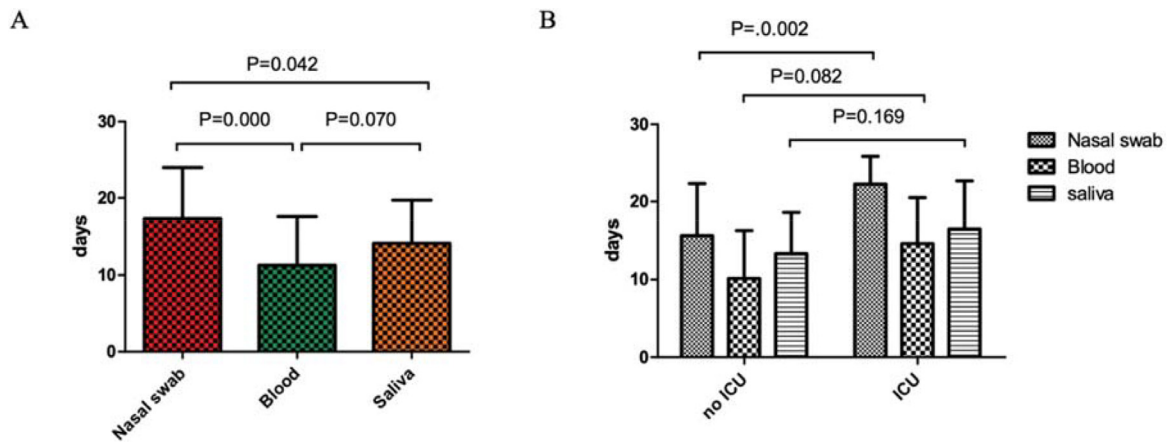 A
P=0.042
P=0.000
P=0.070
30
20
10
0
days
Nasal swab
Blood
Saliva
B
P=.0.002
P=0.082
P=0.169
30
20
10
0
days
no ICU
ICU
Nasal swab
Blood
saliva